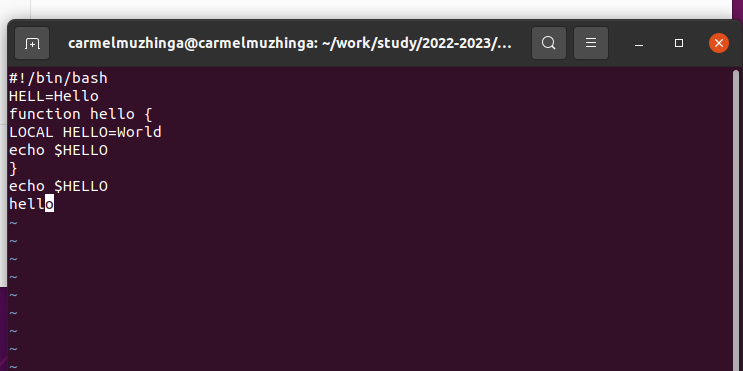 carmelmuzhinga@carmelmuzhinga: ~/work/study/2022-2023/...
#!/bin/bash
HELL=Hello
function hello {
LOCAL HELLO=World
echo $HELLO
}
echo $HELLO
hello
~
~
~
~
~
~
~
~
~